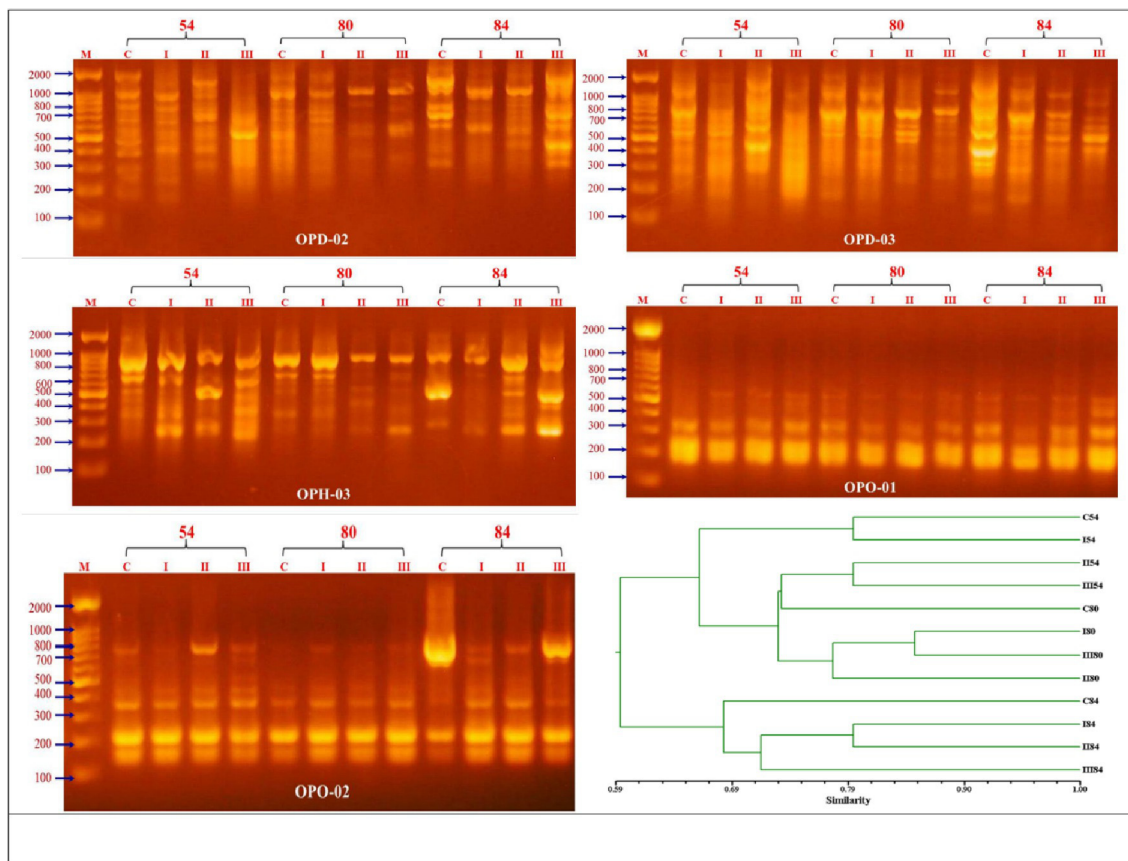 54 80 84
M C I II III C I II III C I II III
2000
1000
800
700
500
400
300
200
100
OPD-02
54 80 84
C I II III C I II III C I II III
2000
1000
800
700
500
400
300
200
100
OPD-03
54 80 84
M C I II III C I II III C I II III
2000
1000
800
600
500
400
300
200
100
OPH-03
54 80 84
M C I II III C I II III C I II III
2000
1000
800
700
500
400
300
200
100
OPO-01
54 80 84
M C I II III C I II III C I II III
2000
1000
800
700
500
400
300
200
100
OPO-02
C54
I54
II54
III54
C80
I80
III80
II80
C84
I84
II84
III84
0.59 0.69 0.79 0.90 1.00
Similarity